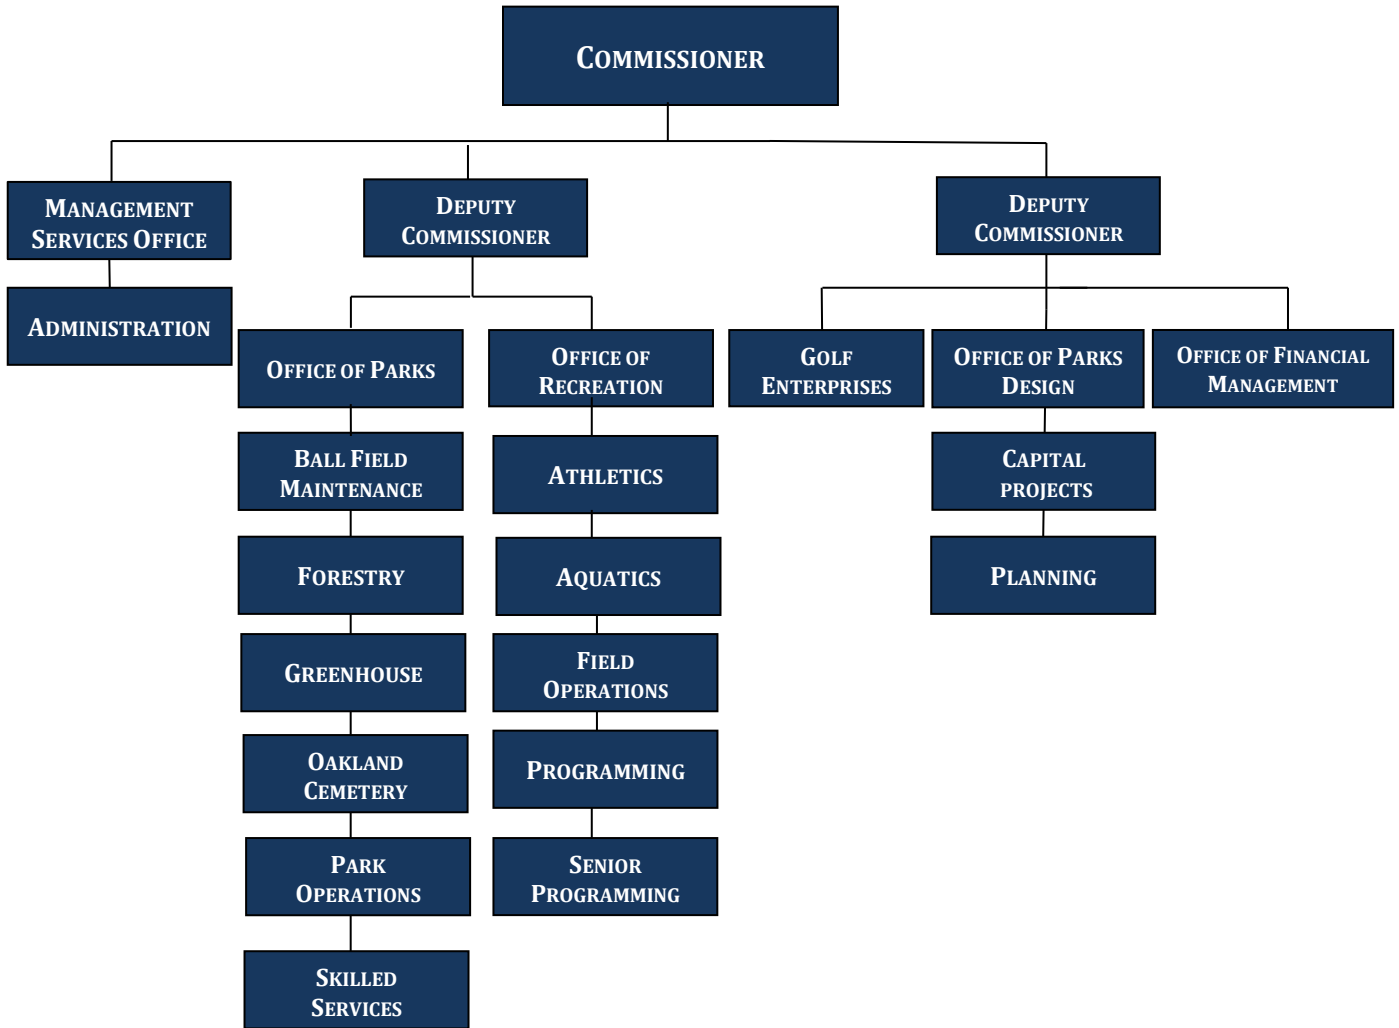 COMMISSIONER
MANAGEMENT
SERVICES OFFICE
DEPUTY
COMMISSIONER
DEPUTY
COMMISSIONER
ADMINISTRATION
OFFICE OF PARKS
OFFICE OF
RECREATION
GOLF
ENTERPRISES
OFFICE OF PARKS
DESIGN
OFFICE OF FINANCIAL
MANAGEMENT
BALL FIELD
MAINTENANCE
ATHLETICS
CAPITAL
PROJECTS
FORESTRY
AQUATICS
PLANNING
GREENHOUSE
FIELD
OPERATIONS
OAKLAND
CEMETERY
PROGRAMMING
PARK
OPERATIONS
SENIOR
PROGRAMMING
SKILLED
SERVICES